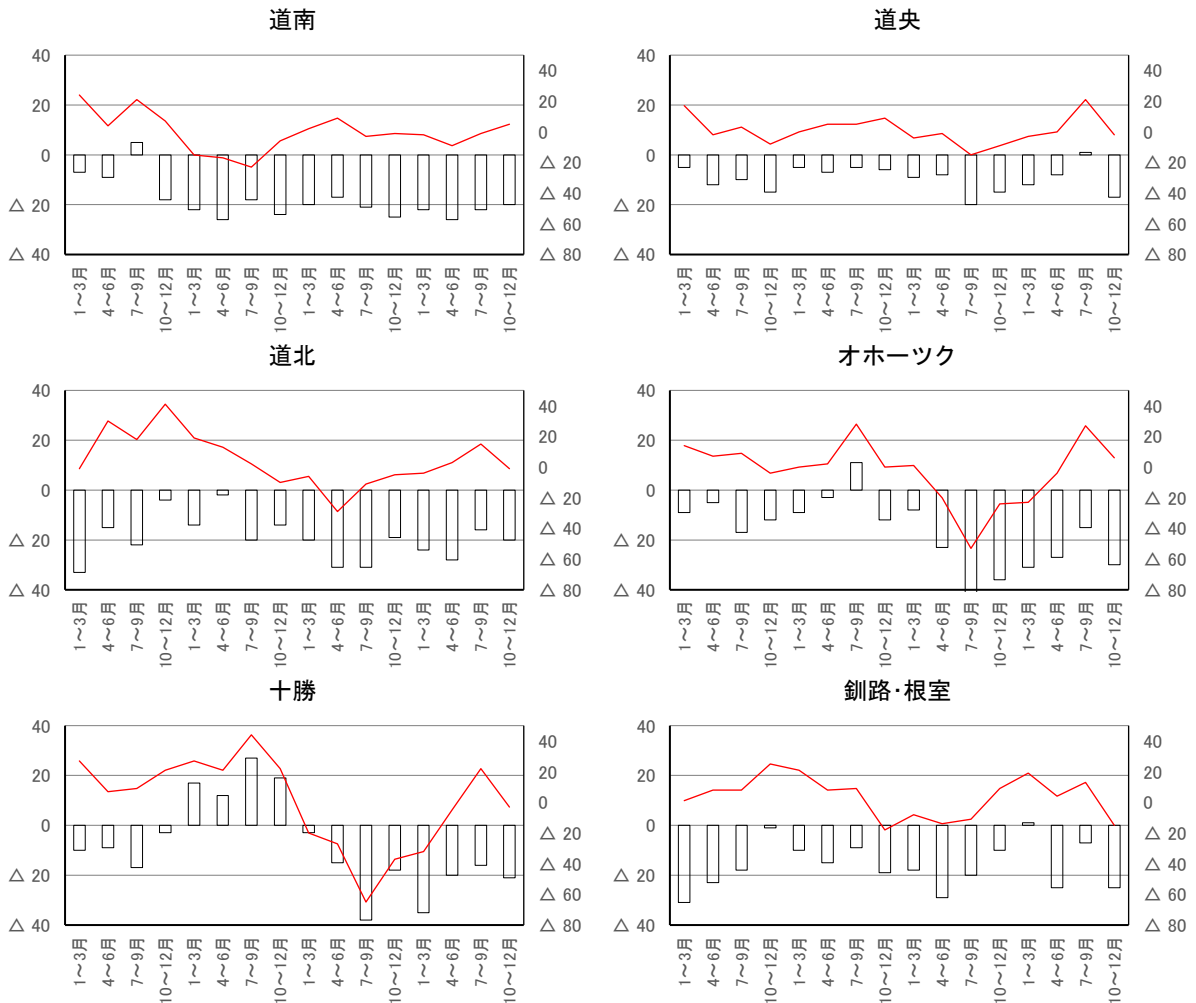 道南
40
20
0
△ 20
△ 40
40
20
0
△ 20
△ 40
△ 60
△ 80
1～3月
4～6月
7～9月
10～12月
1～3月
4～6月
7～9月
10～12月
1～3月
4～6月
7～9月
10～12月
1～3月
4～6月
7～9月
10～12月
道央
40
20
0
△ 20
△ 40
40
20
0
△ 20
△ 40
△ 60
△ 80
1～3月
4～6月
7～9月
10～12月
1～3月
4～6月
7～9月
10～12月
1～3月
4～6月
7～9月
10～12月
1～3月
4～6月
7～9月
10～12月
道北
40
20
0
△ 20
△ 40
40
20
0
△ 20
△ 40
△ 60
△ 80
1～3月
4～6月
7～9月
10～12月
1～3月
4～6月
7～9月
10～12月
1～3月
4～6月
7～9月
10～12月
1～3月
4～6月
7～9月
10～12月
オホーツク
40
20
0
△ 20
△ 40
40
20
0
△ 20
△ 40
△ 60
△ 80
1～3月
4～6月
7～9月
10～12月
1～3月
4～6月
7～9月
10～12月
1～3月
4～6月
7～9月
10～12月
1～3月
4～6月
7～9月
10～12月
十勝
40
20
0
△ 20
△ 40
40
20
0
△ 20
△ 40
△ 60
△ 80
1～3月
4～6月
7～9月
10～12月
1～3月
4～6月
7～9月
10～12月
1～3月
4～6月
7～9月
10～12月
1～3月
4～6月
7～9月
10～12月
釧路･根室
40
20
0
△ 20
△ 40
40
20
0
△ 20
△ 40
△ 60
△ 80
1～3月
4～6月
7～9月
10～12月
1～3月
4～6月
7～9月
10～12月
1～3月
4～6月
7～9月
10～12月
1～3月
4～6月
7～9月
10～12月